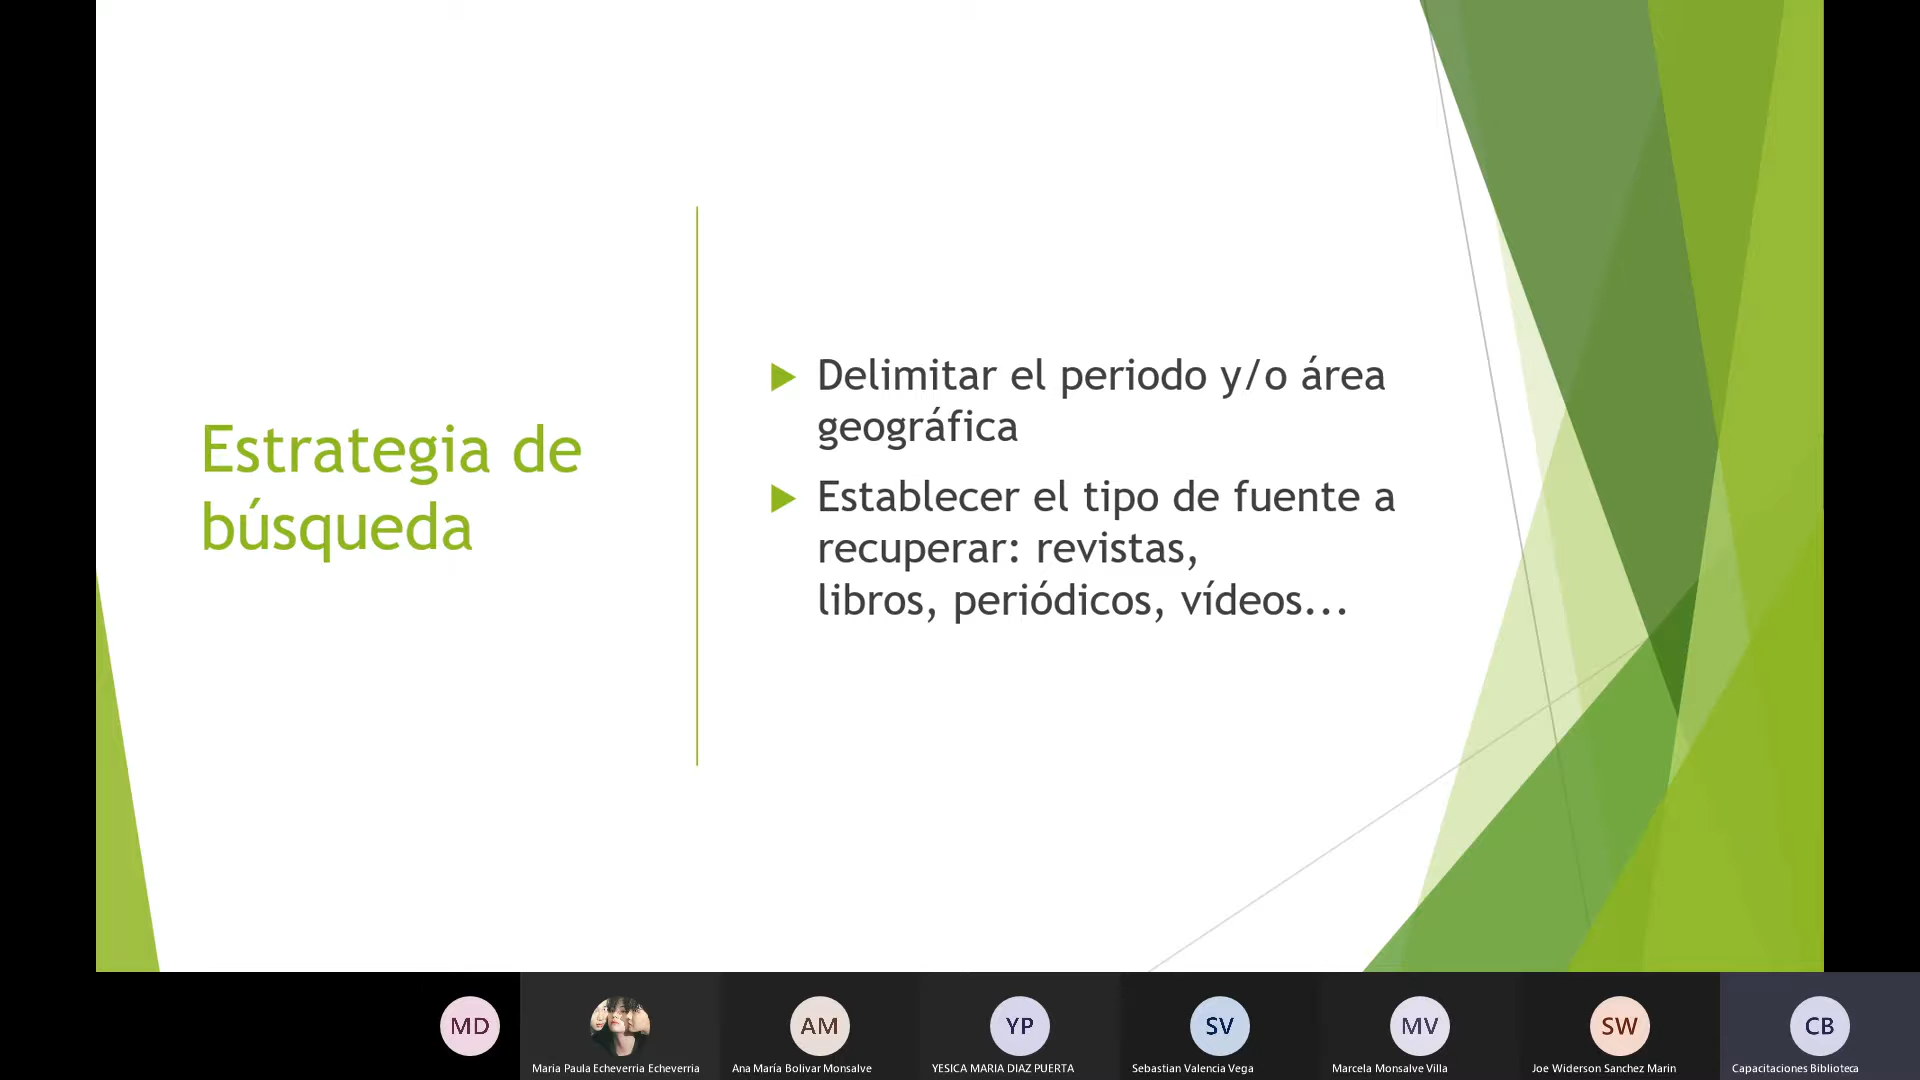 Estrategia de
búsqueda
Delimitar el periodo y/o área
geográfica
Establecer el tipo de fuente a
recuperar: revistas,
libros, periódicos, vídeos...
MD
AM
YP
SV
MV
SW
CB
Maria Paula Echeverria Echeverria
Ana María Bolivar Monsalve
YESICA MARIA DIAZ PUERTA
Sebastian Valencia Vega
Marcela Monsalve Villa
Joe Widerson Sanchez Marin
Capacitaciones Biblioteca